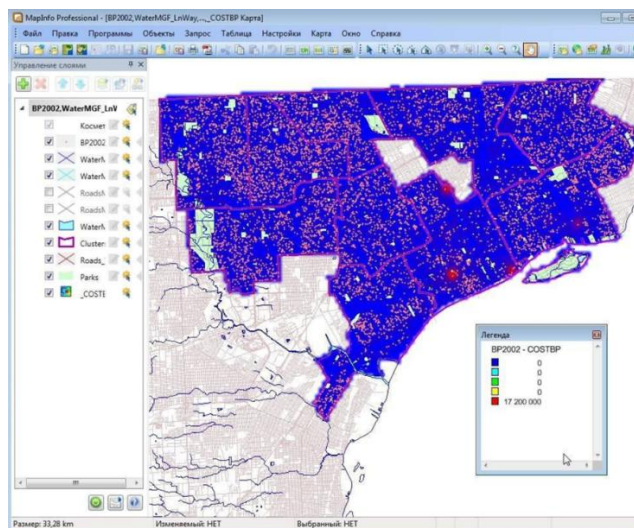 MapInfo Professional - [BP2002,WaterMGF_LnWay,...,_COSTBP Карта]
Файл Правка Программы Объекты Запрос Таблица Настройки Карта Окно Справка
Управление слоями
BP2002,WaterMGF_LnW
Космет
BP2002
WaterM
WaterM
RoadsM
RoadsM
WaterM
Cluster
Roads_
Parks
_COSTE
Легенда
BP2002 - COSTBP
0
0
0
0
17 200 000
Размер: 33,28 km Изменяемый: НЕТ Выбранный: НЕТ